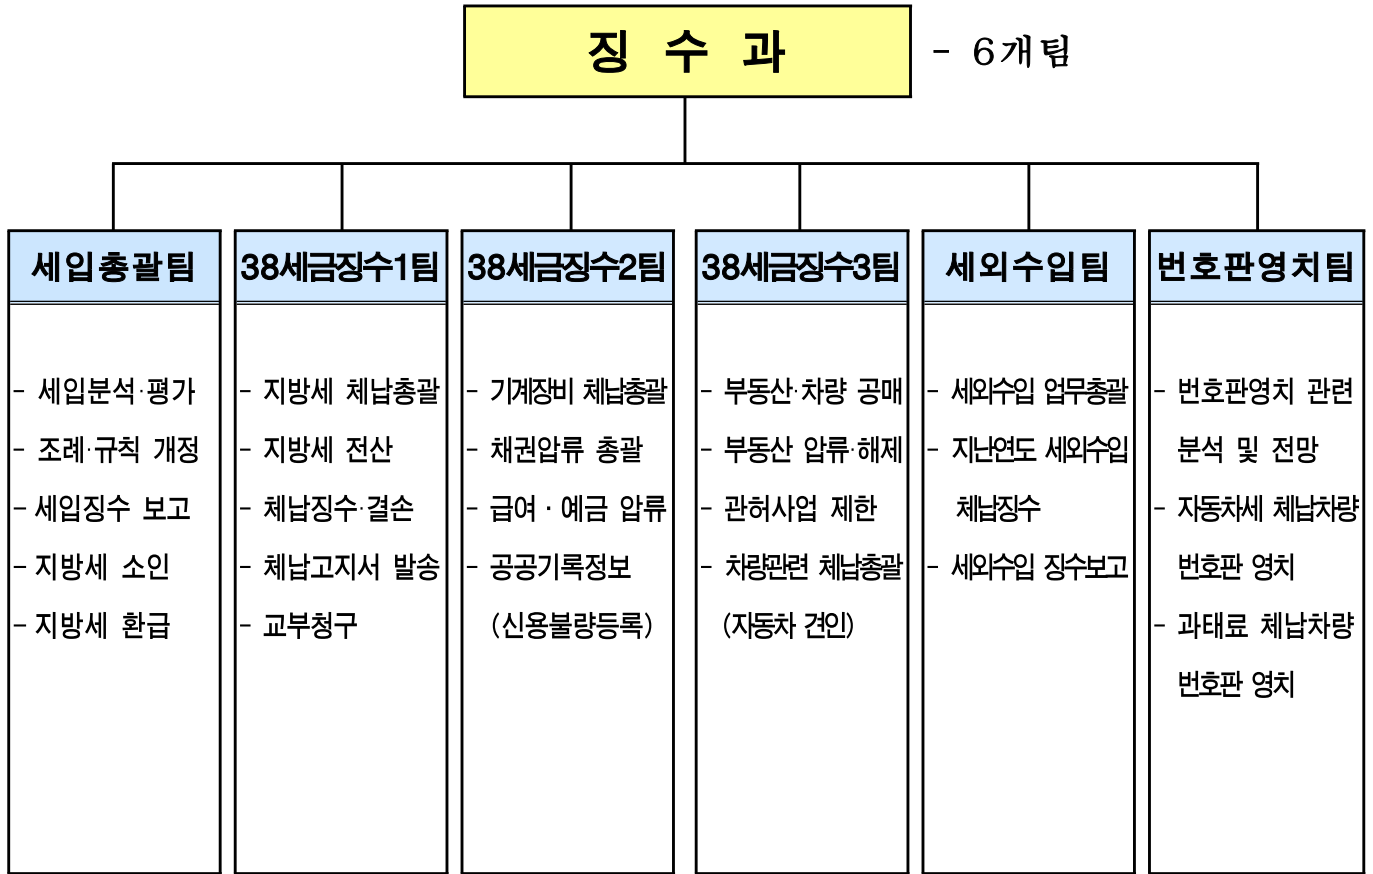 징 수 과 - 6개팀
세입총괄팀
- 세입분석·평가
- 조례·규칙 개정
- 세입징수 보고
- 지방세 소인
- 지방세 환급
38세금징수1팀
- 지방세 체납총괄
- 지방세 전산
- 체납징수·결손
- 체납고지서 발송
- 교부청구
38세금징수2팀
- 기계장비 체납총괄
- 채권압류 총괄
- 급여·예금 압류
- 공공기록정보
(신용불량등록)
38세금징수3팀
- 부동산·차량 공매
- 부동산 압류·해제
- 관허사업 제한
- 차량관련 체납총괄
(자동차 견인)
세외수입팀
- 세외수입 업무총괄
- 지난연도 세외수입
체납징수
- 세외수입 징수보고
번호판영치팀
- 번호판영치 관련
분석 및 전망
- 자동차세 체납차량
번호판 영치
- 과태료 체납차량
번호판 영치